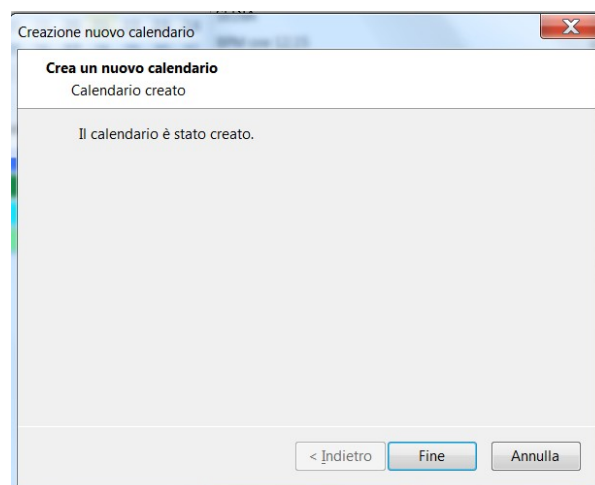 Creazione nuovo calendario
Crea un nuovo calendario
Calendario creato
Il calendario è stato creato.
< Indietro
Fine
Annulla